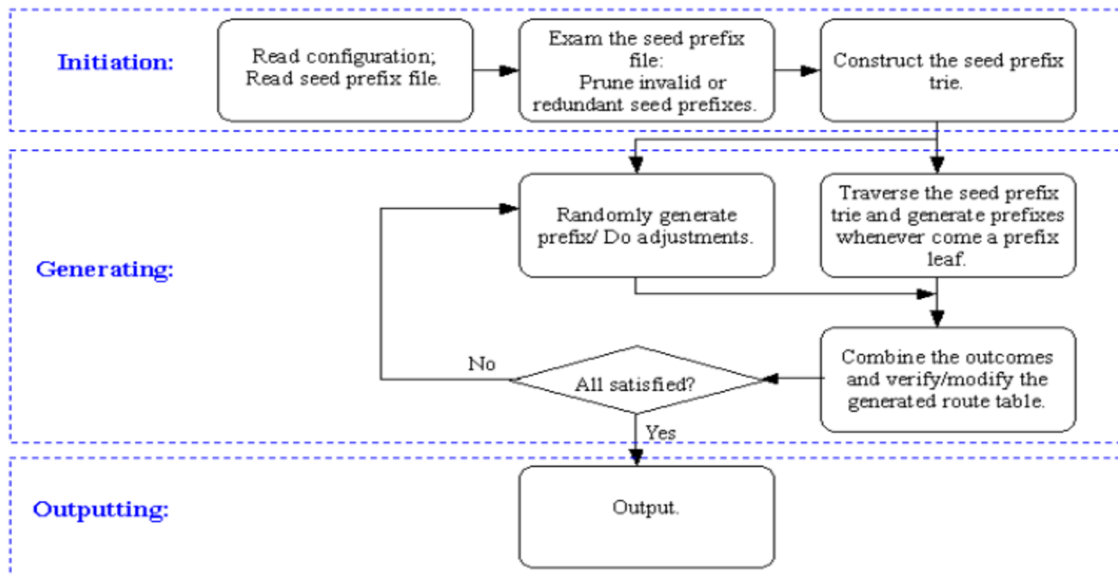 Initiation:
Read configuration;
Read seed prefix file.
Exam the seed prefix
file:
Prune invalid or
redundant seed prefixes.
Construct the seed prefix
trie.
Generating:
Randomly generate
prefix/ Do adjustments.
Traverse the seed prefix
trie and generate prefixes
whenever come a prefix
leaf.
Combine the outcomes
and verify/modify the
generated route table.
All satisfied?
No
Yes
Outputting:
Output.